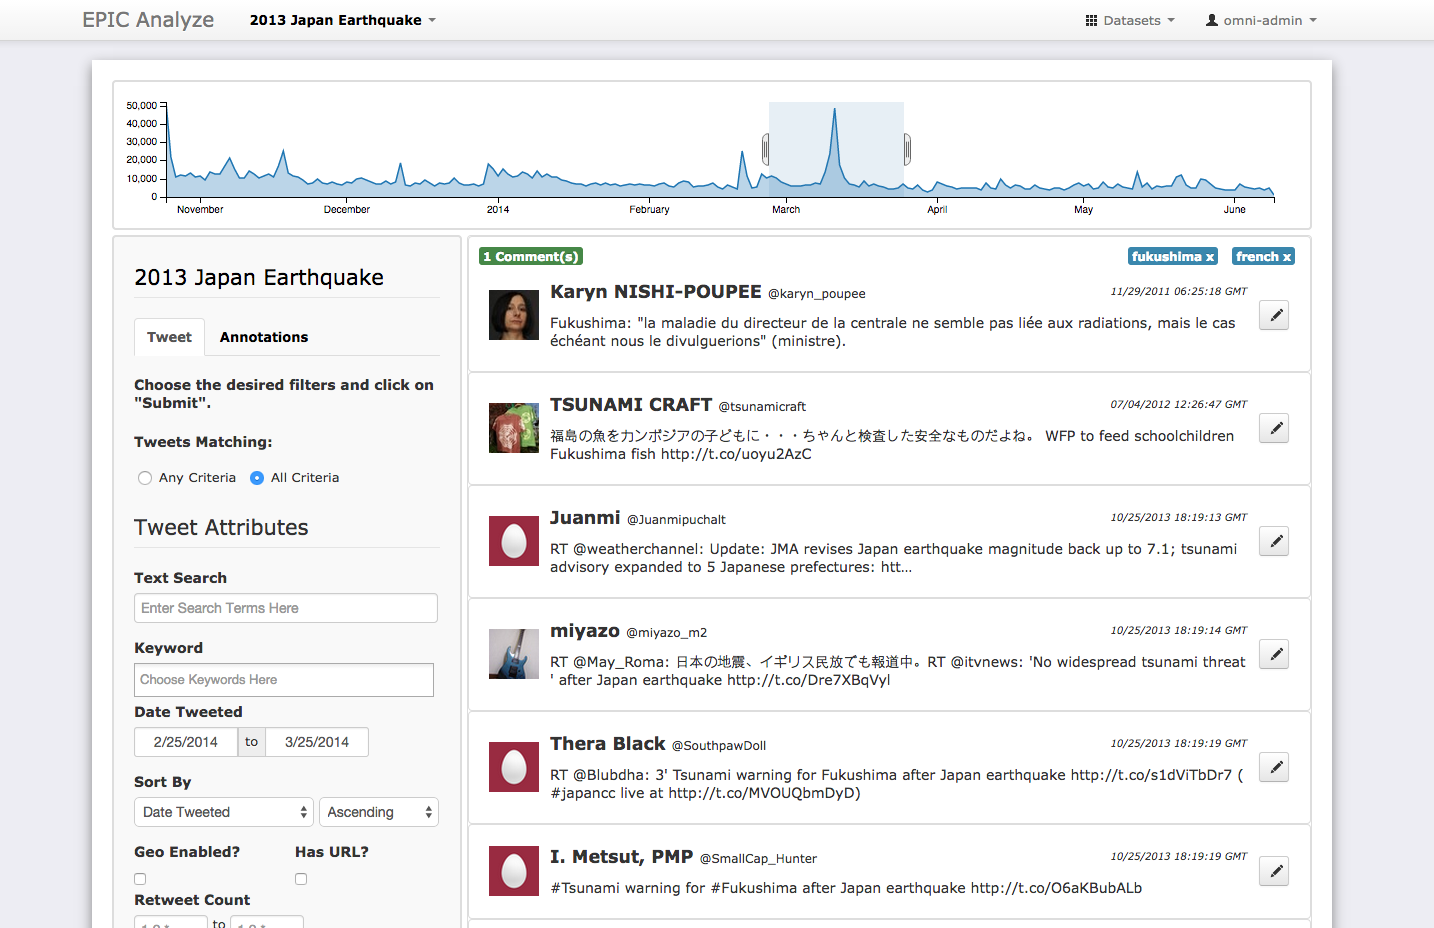 EPIC Analyze
2013 Japan Earthquake
Datasets
omni-admin
50,000
40,000
30,000
20,000
10,000
0
November
December
2014
February
March
April
May
June
2013 Japan Earthquake
Tweet
Annotations
Choose the desired filters and click on
"Submit".
Tweets Matching:
Any Criteria
All Criteria
Tweet Attributes
Text Search
Enter Search Terms Here
Keyword
Choose Keywords Here
Date Tweeted
2/25/2014 to 3/25/2014
Sort By
Date Tweeted
Ascending
Geo Enabled?
Has URL?
Retweet Count
to
1 Comment(s)
fukushima x
french x
Karyn NISHI-POUPEE @karyn_poupee
11/29/2011 06:25:18 GMT
Fukushima: "la maladie du directeur de la centrale ne semble pas liée aux radiations, mais le cas
échéant nous le divulguerions" (ministre).
TSUNAMI CRAFT @tsunamicraft
07/04/2012 12:26:47 GMT
福島の魚をカンボジアの子どもに・・・ちゃんと検査した安全なものだよね。 WFP to feed schoolchildren
Fukushima fish http://t.co/uoyu2AzC
Juanmi @Juanmipuchalt
10/25/2013 18:19:13 GMT
RT @weatherchannel: Update: JMA revises Japan earthquake magnitude back up to 7.1; tsunami
advisory expanded to 5 Japanese prefectures: htt...
miyazo @miyazo_m2
10/25/2013 18:19:14 GMT
RT @May_Roma: 日本の地震、イギリス民放でも報道中。RT @itvnews: 'No widespread tsunami threat
' after Japan earthquake http://t.co/Dre7XBqVyl
Thera Black @SouthpawDoll
10/25/2013 18:19:19 GMT
RT @Blubdha: 3' Tsunami warning for Fukushima after Japan earthquake http://t.co/s1dViTbDr7 (
#japancc live at http://t.co/MVOUQbmDyD)
I. Metsut, PMP @SmallCap_Hunter
10/25/2013 18:19:19 GMT
#Tsunami warning for #Fukushima after Japan earthquake http://t.co/O6aKBubALb